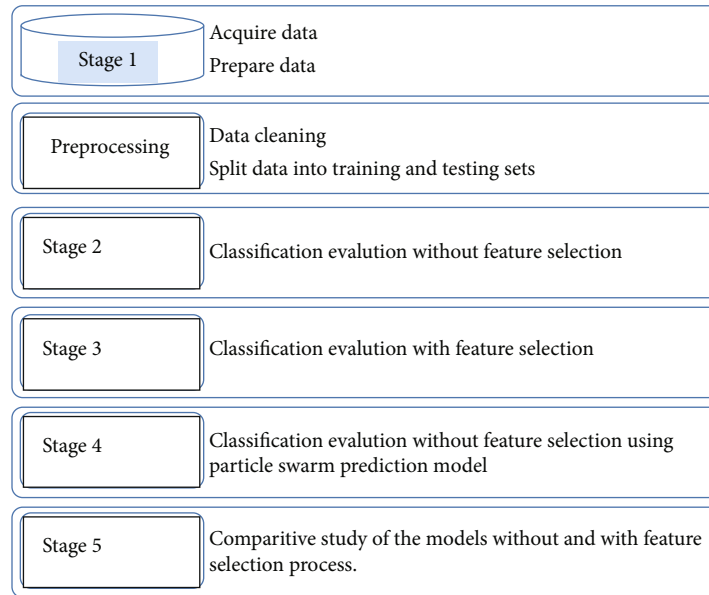 Stage 1
Acquire data
Prepare data
Preprocessing
Data cleaning
Split data into training and testing sets
Stage 2
Classification evalution without feature selection
Stage 3
Classification evalution with feature selection
Stage 4
Classification evalution without feature selection using
particle swarm prediction model
Stage 5
Comparitive study of the models without and with feature
selection process.